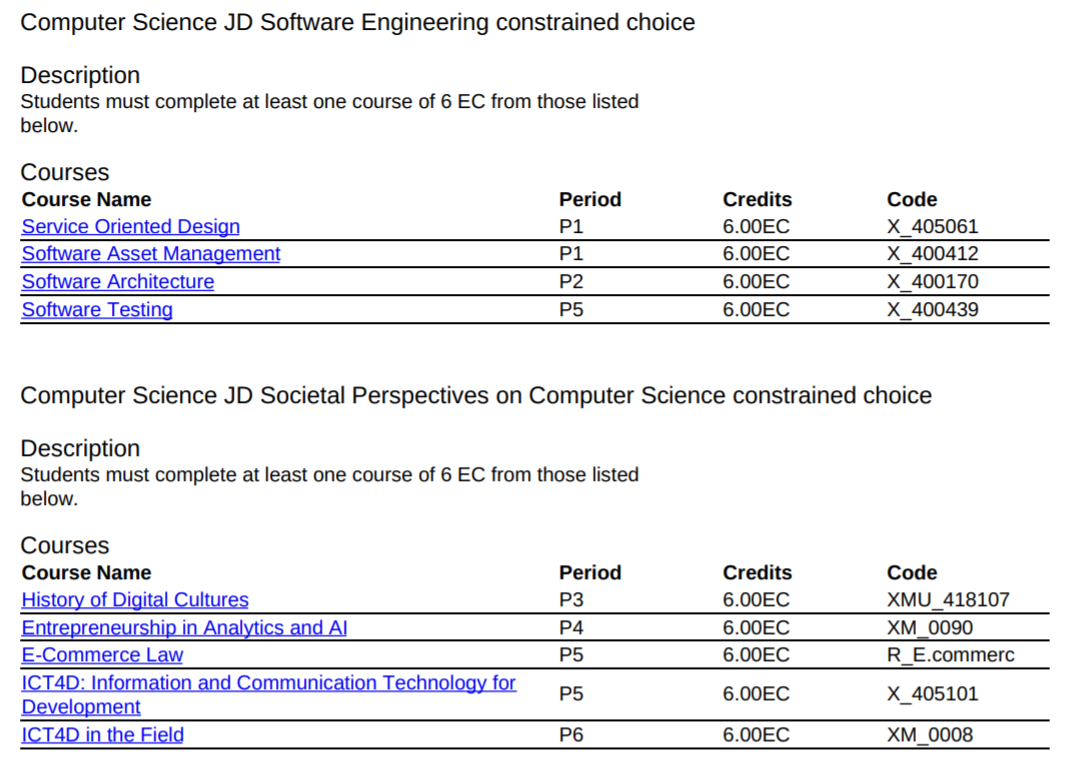 Computer Science JD Software Engineering constrained choice
Description
Students must complete at least one course of 6 EC from those listed
below.
Courses
Course Name Period Credits Code
Service Oriented Design P1 6.00EC X_405061
Software Asset Management P1 6.00EC X_400412
Software Architecture P2 6.00EC X_400170
Software Testing P5 6.00EC X_400439
Computer Science JD Societal Perspectives on Computer Science constrained choice
Description
Students must complete at least one course of 6 EC from those listed
below.
Courses
Course Name Period Credits Code
History of Digital Cultures P3 6.00EC XMU_418107
Entrepreneurship in Analytics and AI P4 6.00EC XM_0090
E-Commerce Law P5 6.00EC R_E.commerc
ICT4D: Information and Communication Technology for
Development P5 6.00EC X_405101
ICT4D in the Field P6 6.00EC XM_0008